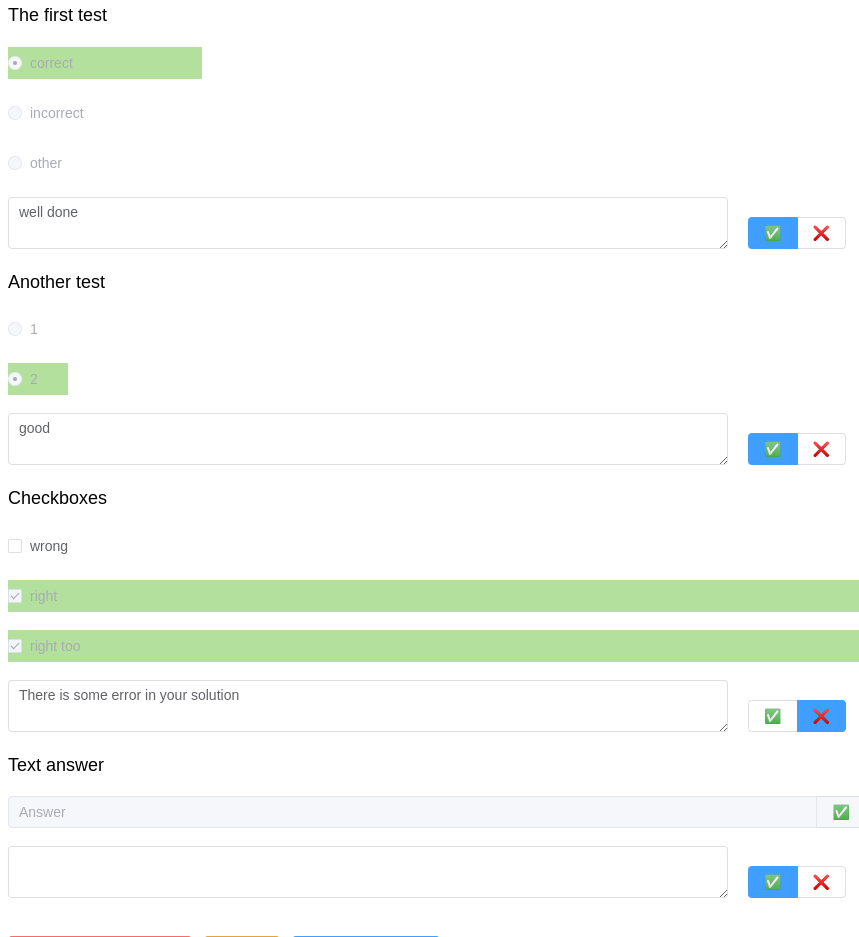 The first test
correct
incorrect
other
well done
Another test
1
2
good
Checkboxes
wrong
right
right too
There is some error in your solution
Text answer
Answer